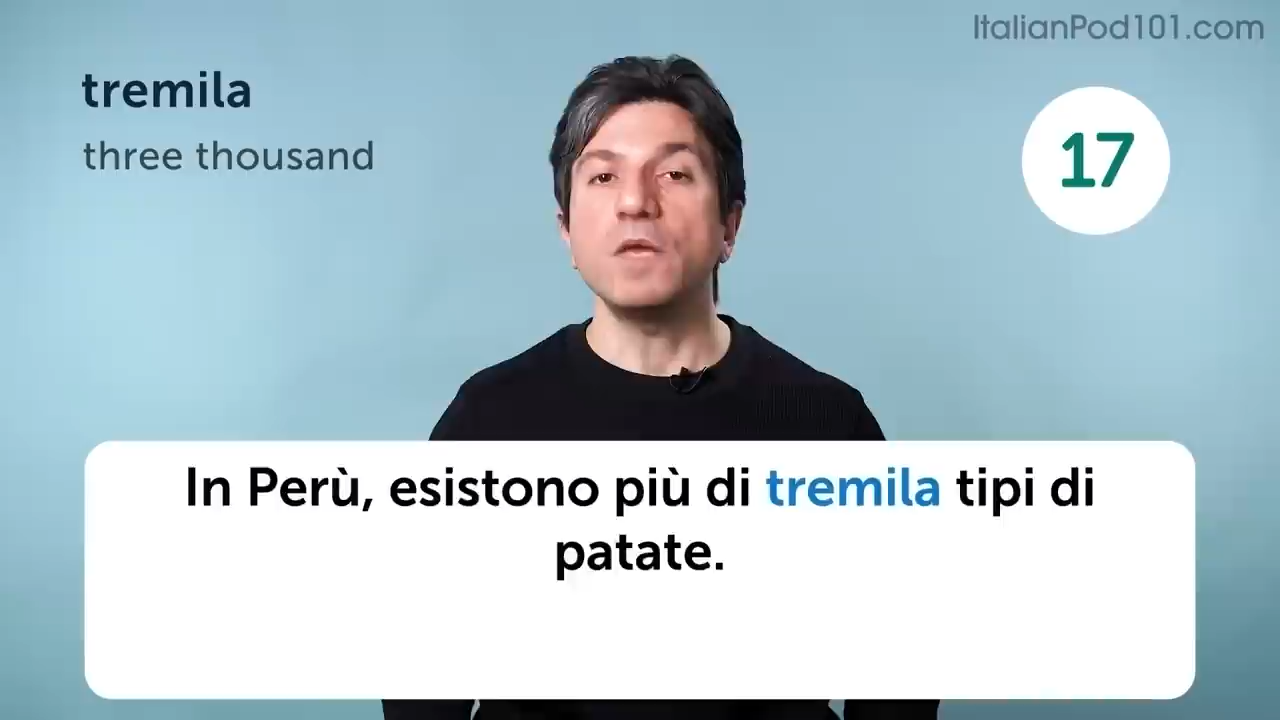 ItalianPod101.com
tremila
three thousand
17
In Perù, esistono più di tremila tipi di
patate.